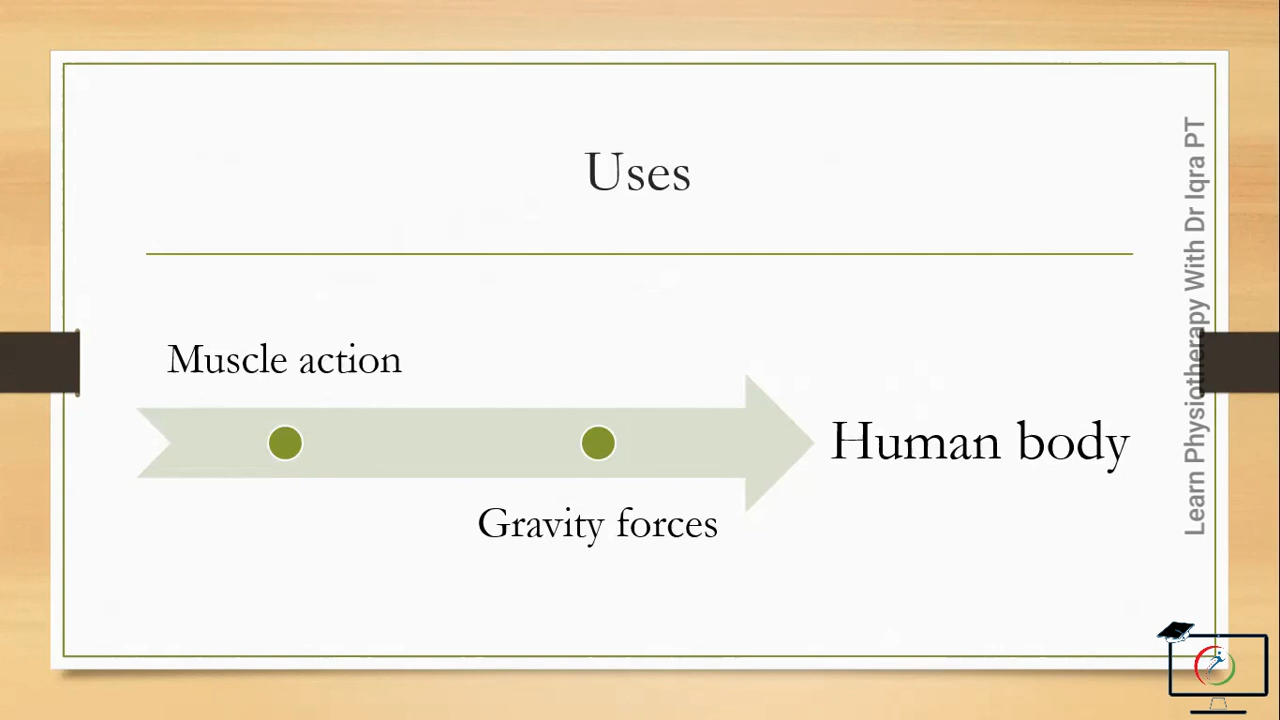 Uses
Muscle action
Human body
Gravity forces
Learn Physiotherapy With Dr Iqra PT